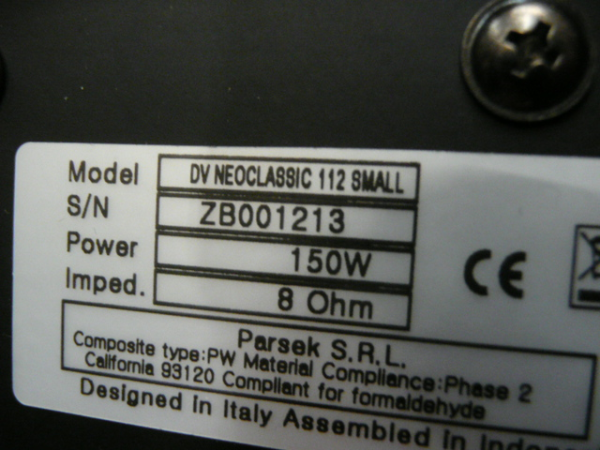 Model DV NEOCLASSIC 112 SMALL
S/N ZB001213
Power 150W
Imped. 8 Ohm
CE
Parsek S.R.L.
Composite type:PW Material Compliance:Phase 2
California 93120 Compliant for formaldehyde
Designed in Italy Assembled in